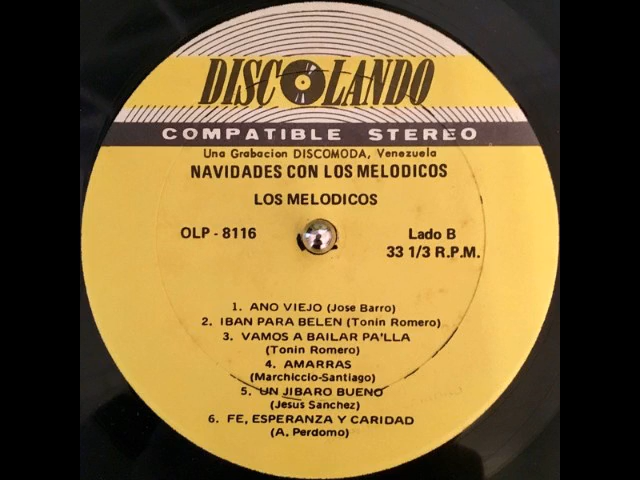 DISCOLANDO
COMPATIBLE STEREO
Una Grabacion DISCOMODA, Venezuela
NAVIDADES CON LOS MELODICOS
LOS MELODICOS
OLP - 8116
Lado B
33 1/3 R.P.M.
1. ANO VIEJO (Jose Barro)
2. IBAN PARA BELEN (Tonin Romero)
3. VAMOS A BAILAR PA'LLA
(Tonin Romero)
4. AMARRAS
(Marchiccio-Santiago)
5. UN JIBARO BUENO
(Jesus Sanchez)
6. FE, ESPERANZA Y CARIDAD
(A. Perdomo)